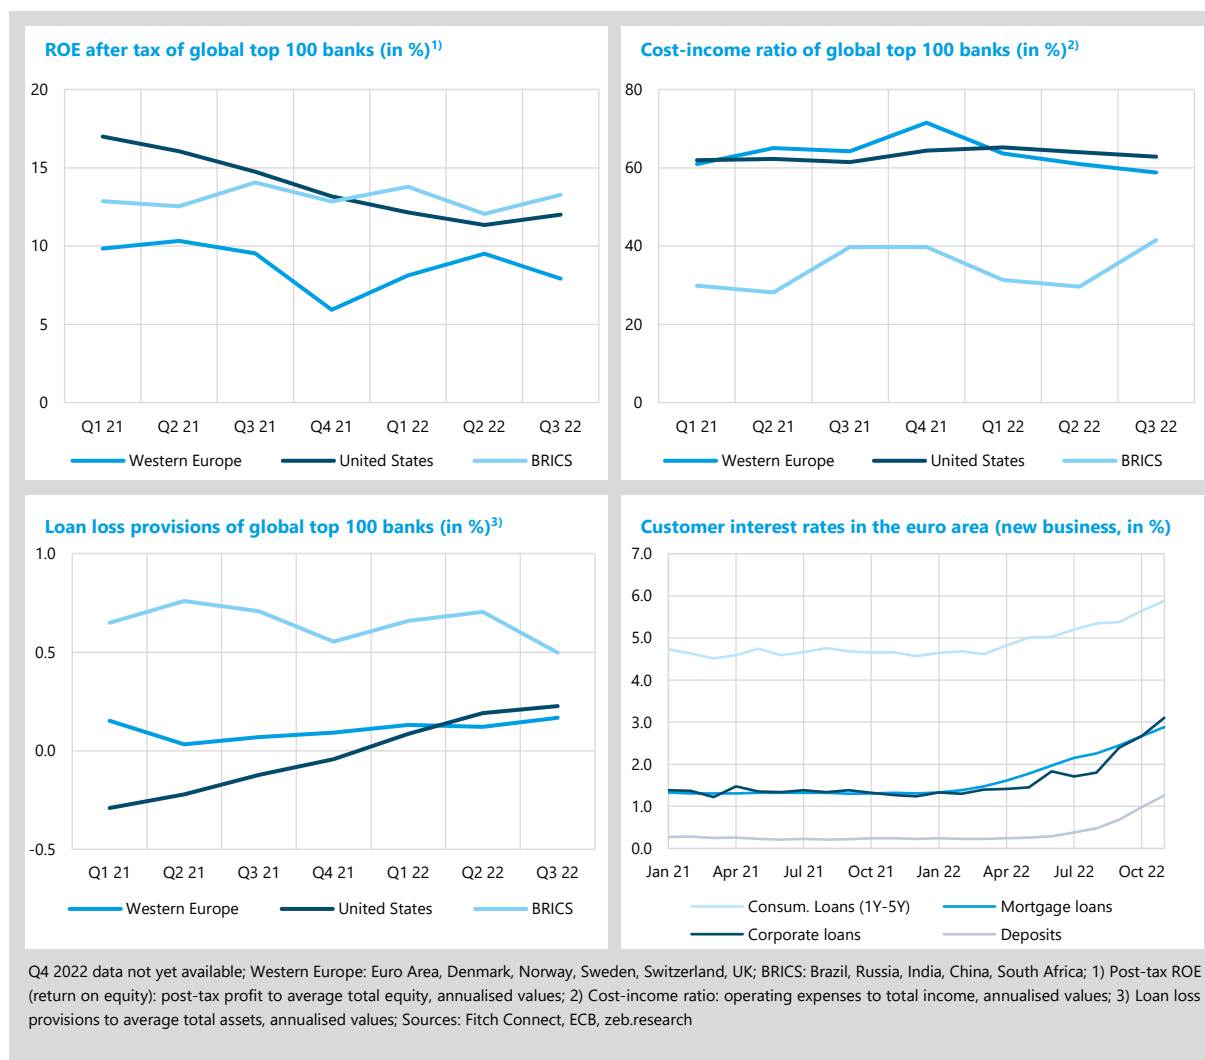 ROE after tax of global top 100 banks (in %)1)
20
15
10
5
0
Q1 21 Q2 21 Q3 21 Q4 21 Q1 22 Q2 22 Q3 22
Western Europe United States BRICS
Cost-income ratio of global top 100 banks (in %)2)
80
60
40
20
0
Q1 21 Q2 21 Q3 21 Q4 21 Q1 22 Q2 22 Q3 22
Western Europe United States BRICS
Loan loss provisions of global top 100 banks (in %)3)
1.0
0.5
0.0
-0.5
Q1 21 Q2 21 Q3 21 Q4 21 Q1 22 Q2 22 Q3 22
Western Europe United States BRICS
Customer interest rates in the euro area (new business, in %)
7.0
6.0
5.0
4.0
3.0
2.0
1.0
0.0
Jan 21 Apr 21 Jul 21 Oct 21 Jan 22 Apr 22 Jul 22 Oct 22
Consum. Loans (1Y-5Y) Mortgage loans
Corporate loans Deposits
Q4 2022 data not yet available; Western Europe: Euro Area, Denmark, Norway, Sweden, Switzerland, UK; BRICS: Brazil, Russia, India, China, South Africa; 1) Post-tax ROE
(return on equity): post-tax profit to average total equity, annualised values; 2) Cost-income ratio: operating expenses to total income, annualised values; 3) Loan loss
provisions to average total assets, annualised values; Sources: Fitch Connect, ECB, zeb.research